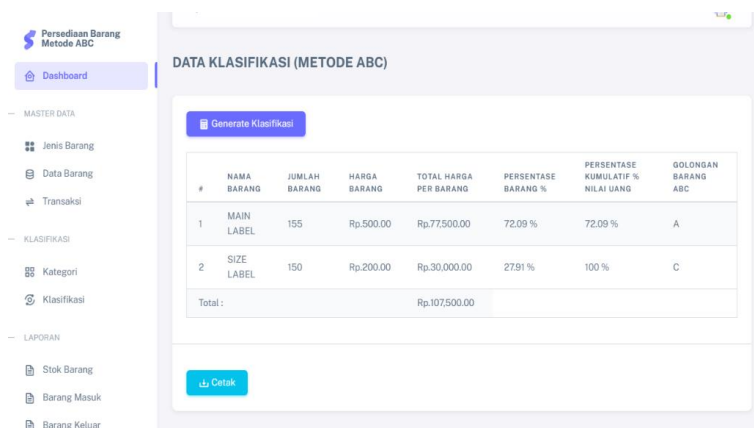 Persediaan Barang
Metode ABC
Dashboard
MASTER DATA
Jenis Barang
Data Barang
Transaksi
KLASIFIKASI
Kategori
Klasifikasi
LAPORAN
Stok Barang
Barang Masuk
Barang Keluar
DATA KLASIFIKASI (METODE ABC)
Generate Klasifikasi
# NAMA BARANG JUMLAH BARANG HARGA BARANG TOTAL HARGA PER BARANG PERSENTASE BARANG % PERSENTASE KUMULATIF % NILAI UANG GOLONGAN BARANG ABC
1 MAIN LABEL 155 Rp.500.00 Rp.77,500.00 72.09 % 72.09 % A
2 SIZE LABEL 150 Rp.200.00 Rp.30,000.00 27.91 % 100 % C
Total : Rp.107,500.00
Cetak